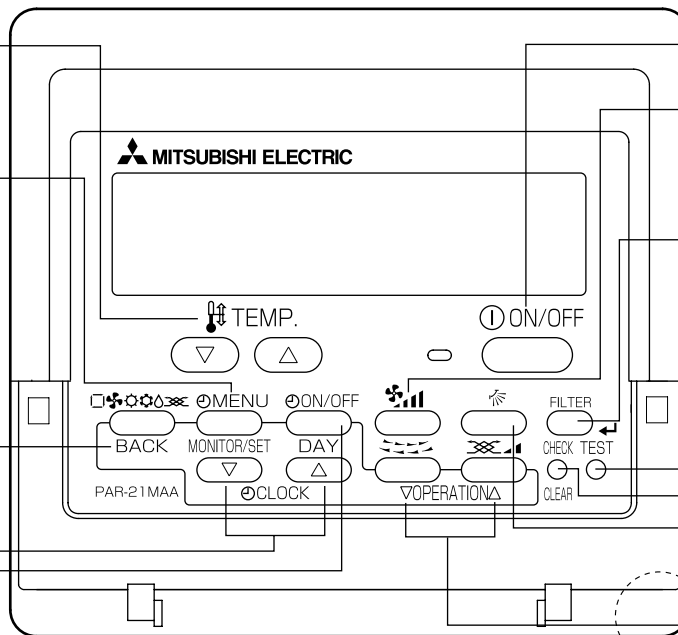 MITSUBISHI ELECTRIC
TEMP.
ON/OFF
MENU
ON/OFF
FILTER
BACK
MONITOR/SET
DAY
CHECK TEST
PAR-21MAA
CLOCK
▽OPERATION△
CLEAR